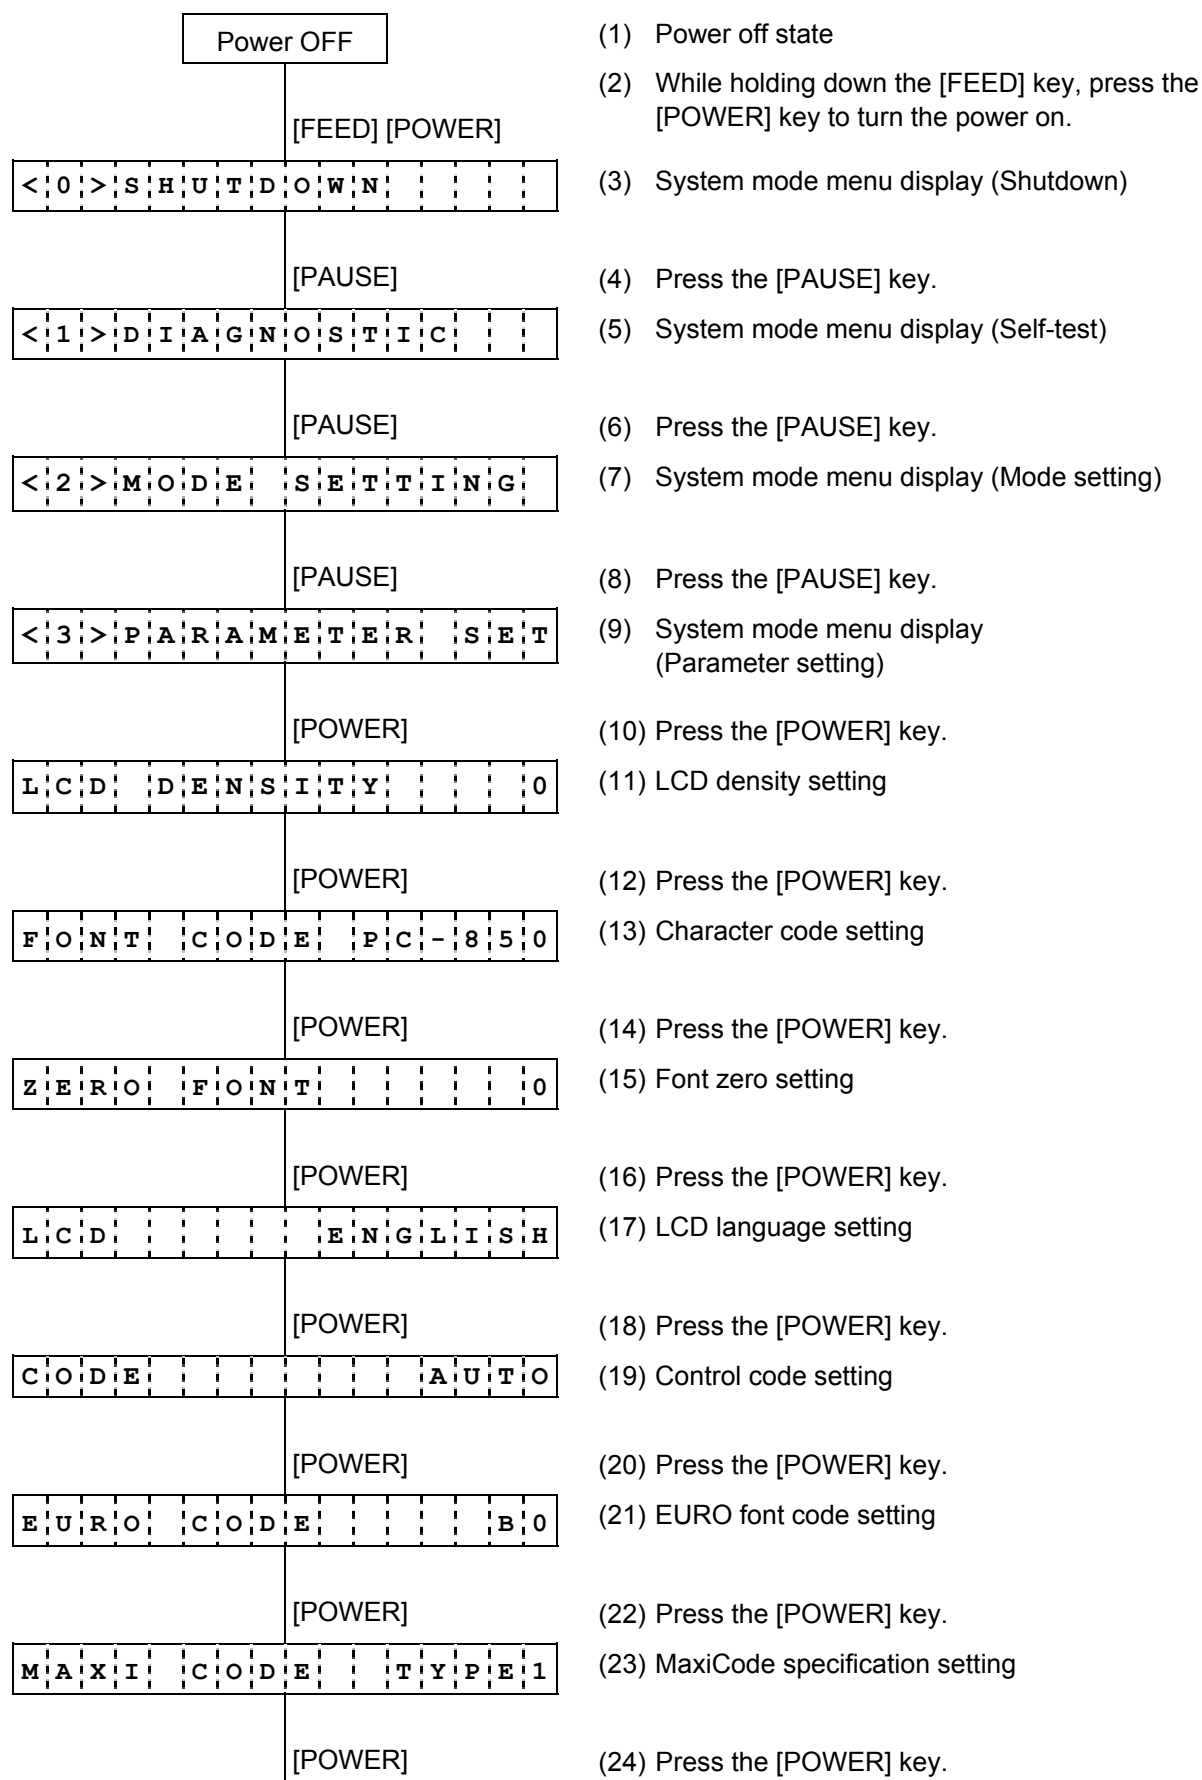 Power OFF
(1) Power off state
[FEED] [POWER]
(2) While holding down the [FEED] key, press the
[POWER] key to turn the power on.
<0>SHUTDOWN
(3) System mode menu display (Shutdown)
[PAUSE]
(4) Press the [PAUSE] key.
<1>DIAGNOSTIC
(5) System mode menu display (Self-test)
[PAUSE]
(6) Press the [PAUSE] key.
<2>MODE SETTING
(7) System mode menu display (Mode setting)
[PAUSE]
(8) Press the [PAUSE] key.
<3>PARAMETER SET
(9) System mode menu display
(Parameter setting)
[POWER]
(10) Press the [POWER] key.
LCD DENSITY 0
(11) LCD density setting
[POWER]
(12) Press the [POWER] key.
FONT CODE PC-850
(13) Character code setting
[POWER]
(14) Press the [POWER] key.
ZERO FONT 0
(15) Font zero setting
[POWER]
(16) Press the [POWER] key.
LCD ENGLISH
(17) LCD language setting
[POWER]
(18) Press the [POWER] key.
CODE AUTO
(19) Control code setting
[POWER]
(20) Press the [POWER] key.
EURO CODE B0
(21) EURO font code setting
[POWER]
(22) Press the [POWER] key.
MAXI CODE TYPE1
(23) MaxiCode specification setting
[POWER]
(24) Press the [POWER] key.